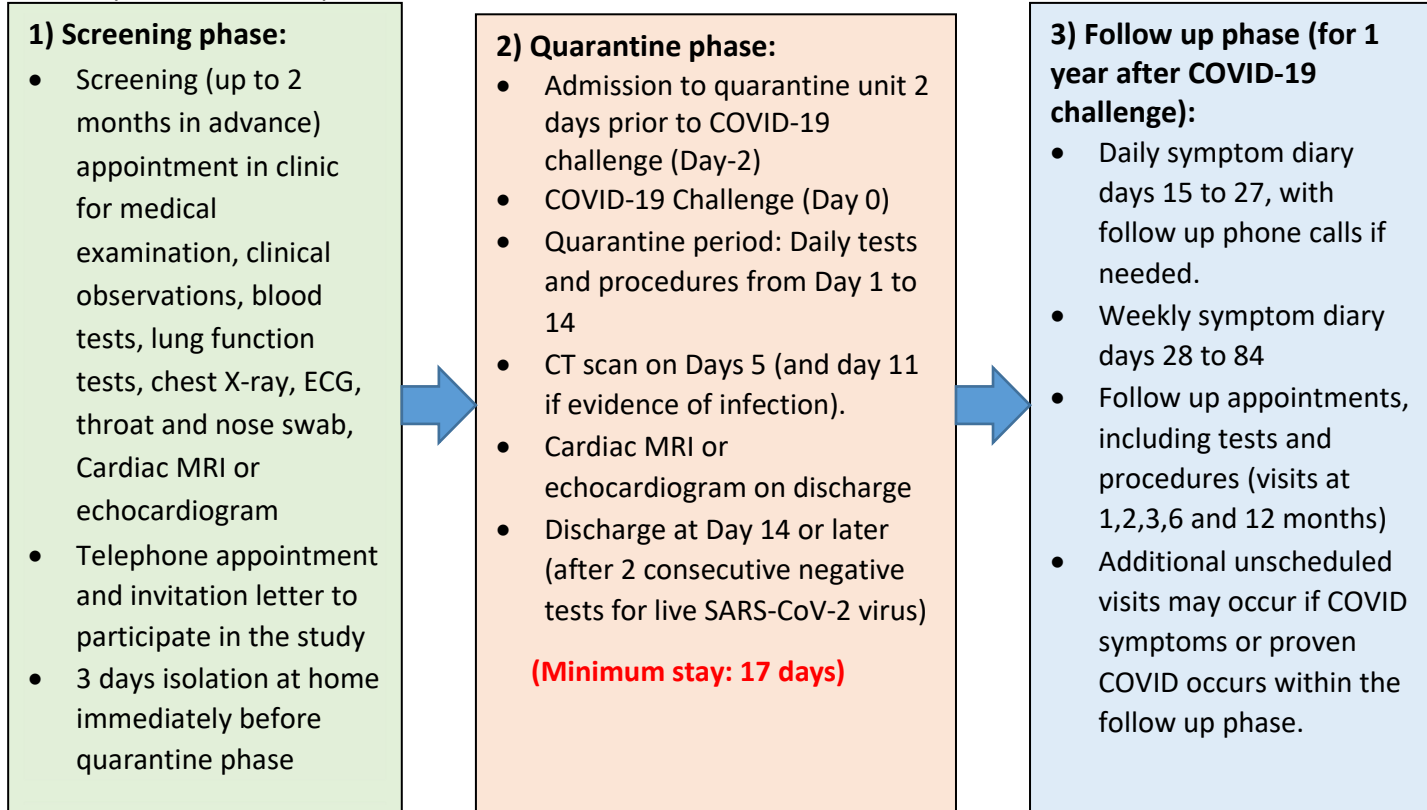 1) Screening phase:
• Screening (up to 2
months in advance)
appointment in clinic
for medical
examination, clinical
observations, blood
tests, lung function
tests, chest X-ray, ECG,
throat and nose swab,
Cardiac MRI or
echocardiogram
• Telephone appointment
and invitation letter to
participate in the study
• 3 days isolation at home
immediately before
quarantine phase
2) Quarantine phase:
• Admission to quarantine unit 2
days prior to COVID-19
challenge (Day-2)
• COVID-19 Challenge (Day 0)
• Quarantine period: Daily tests
and procedures from Day 1 to
14
• CT scan on Days 5 (and day 11
if evidence of infection).
• Cardiac MRI or
echocardiogram on discharge
• Discharge at Day 14 or later
(after 2 consecutive negative
tests for live SARS-CoV-2 virus)
(Minimum stay: 17 days)
3) Follow up phase (for 1
year after COVID-19
challenge):
• Daily symptom diary
days 15 to 27, with
follow up phone calls if
needed.
• Weekly symptom diary
days 28 to 84
• Follow up appointments,
including tests and
procedures (visits at
1,2,3,6 and 12 months)
• Additional unscheduled
visits may occur if COVID
symptoms or proven
COVID occurs within the
follow up phase.